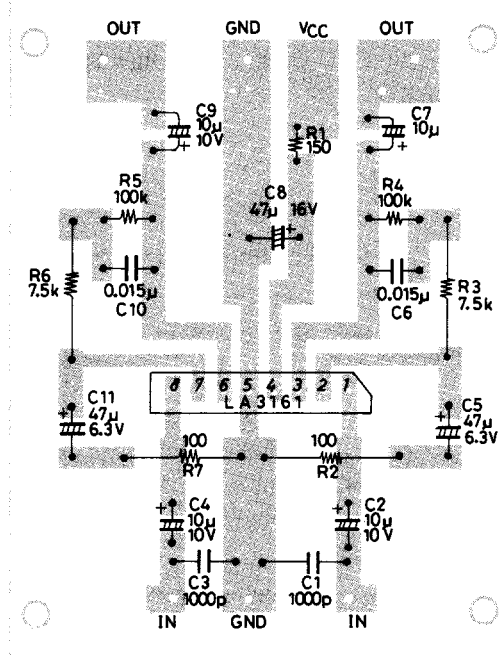 OUT GND VCC OUT
C9
10μ
10V
C7
10μ
R1
150
R5
100k
C8
47μ 16V
R4
100k
R6
7.5k
0.015μ
C10
0.015μ
C6
R3
7.5k
8 7 6 5 4 3 2 1
LA3161
C11
47μ
6.3V
C5
47μ
6.3V
100
R7
100
R2
C4
10μ
10V
C2
10μ
10V
C3
1000p
C1
1000p
IN GND IN